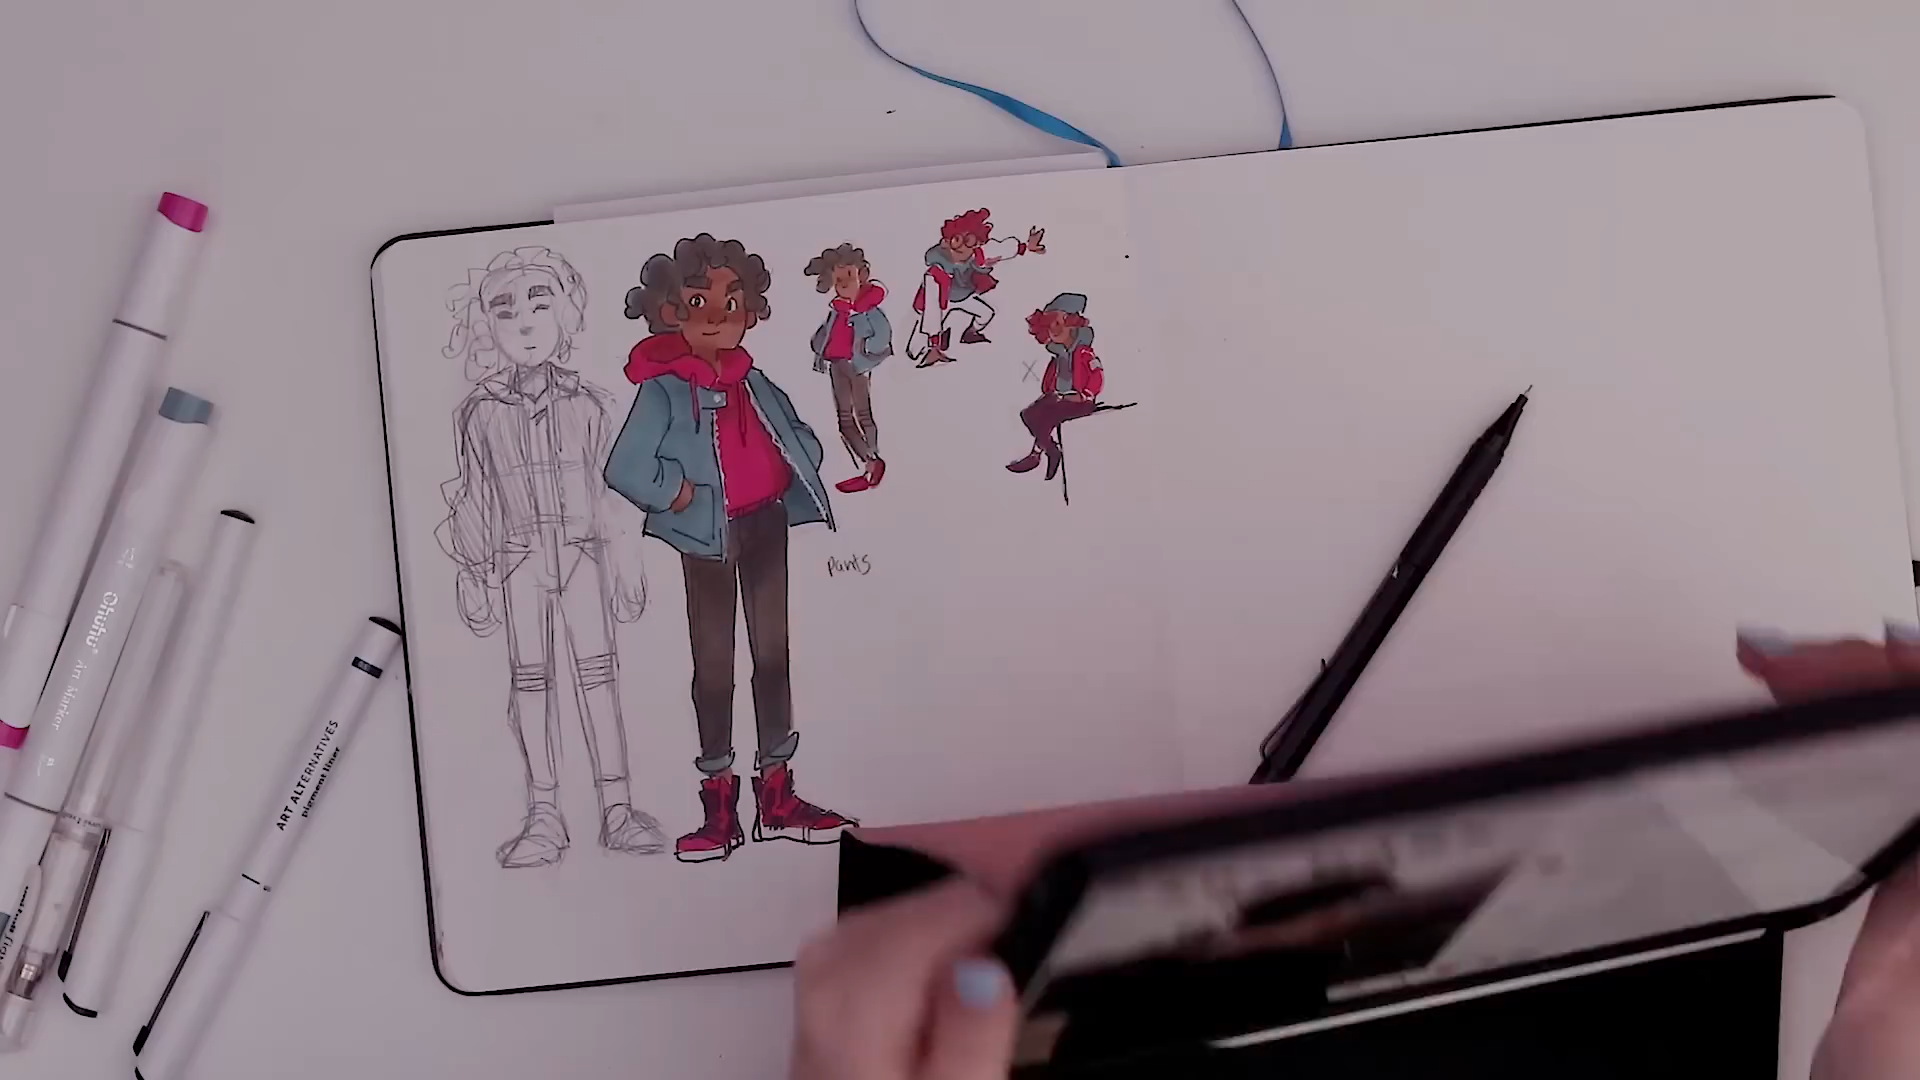 pants
Ohuhu® Art Marker
ART ALTERNATIVES
pigment liner